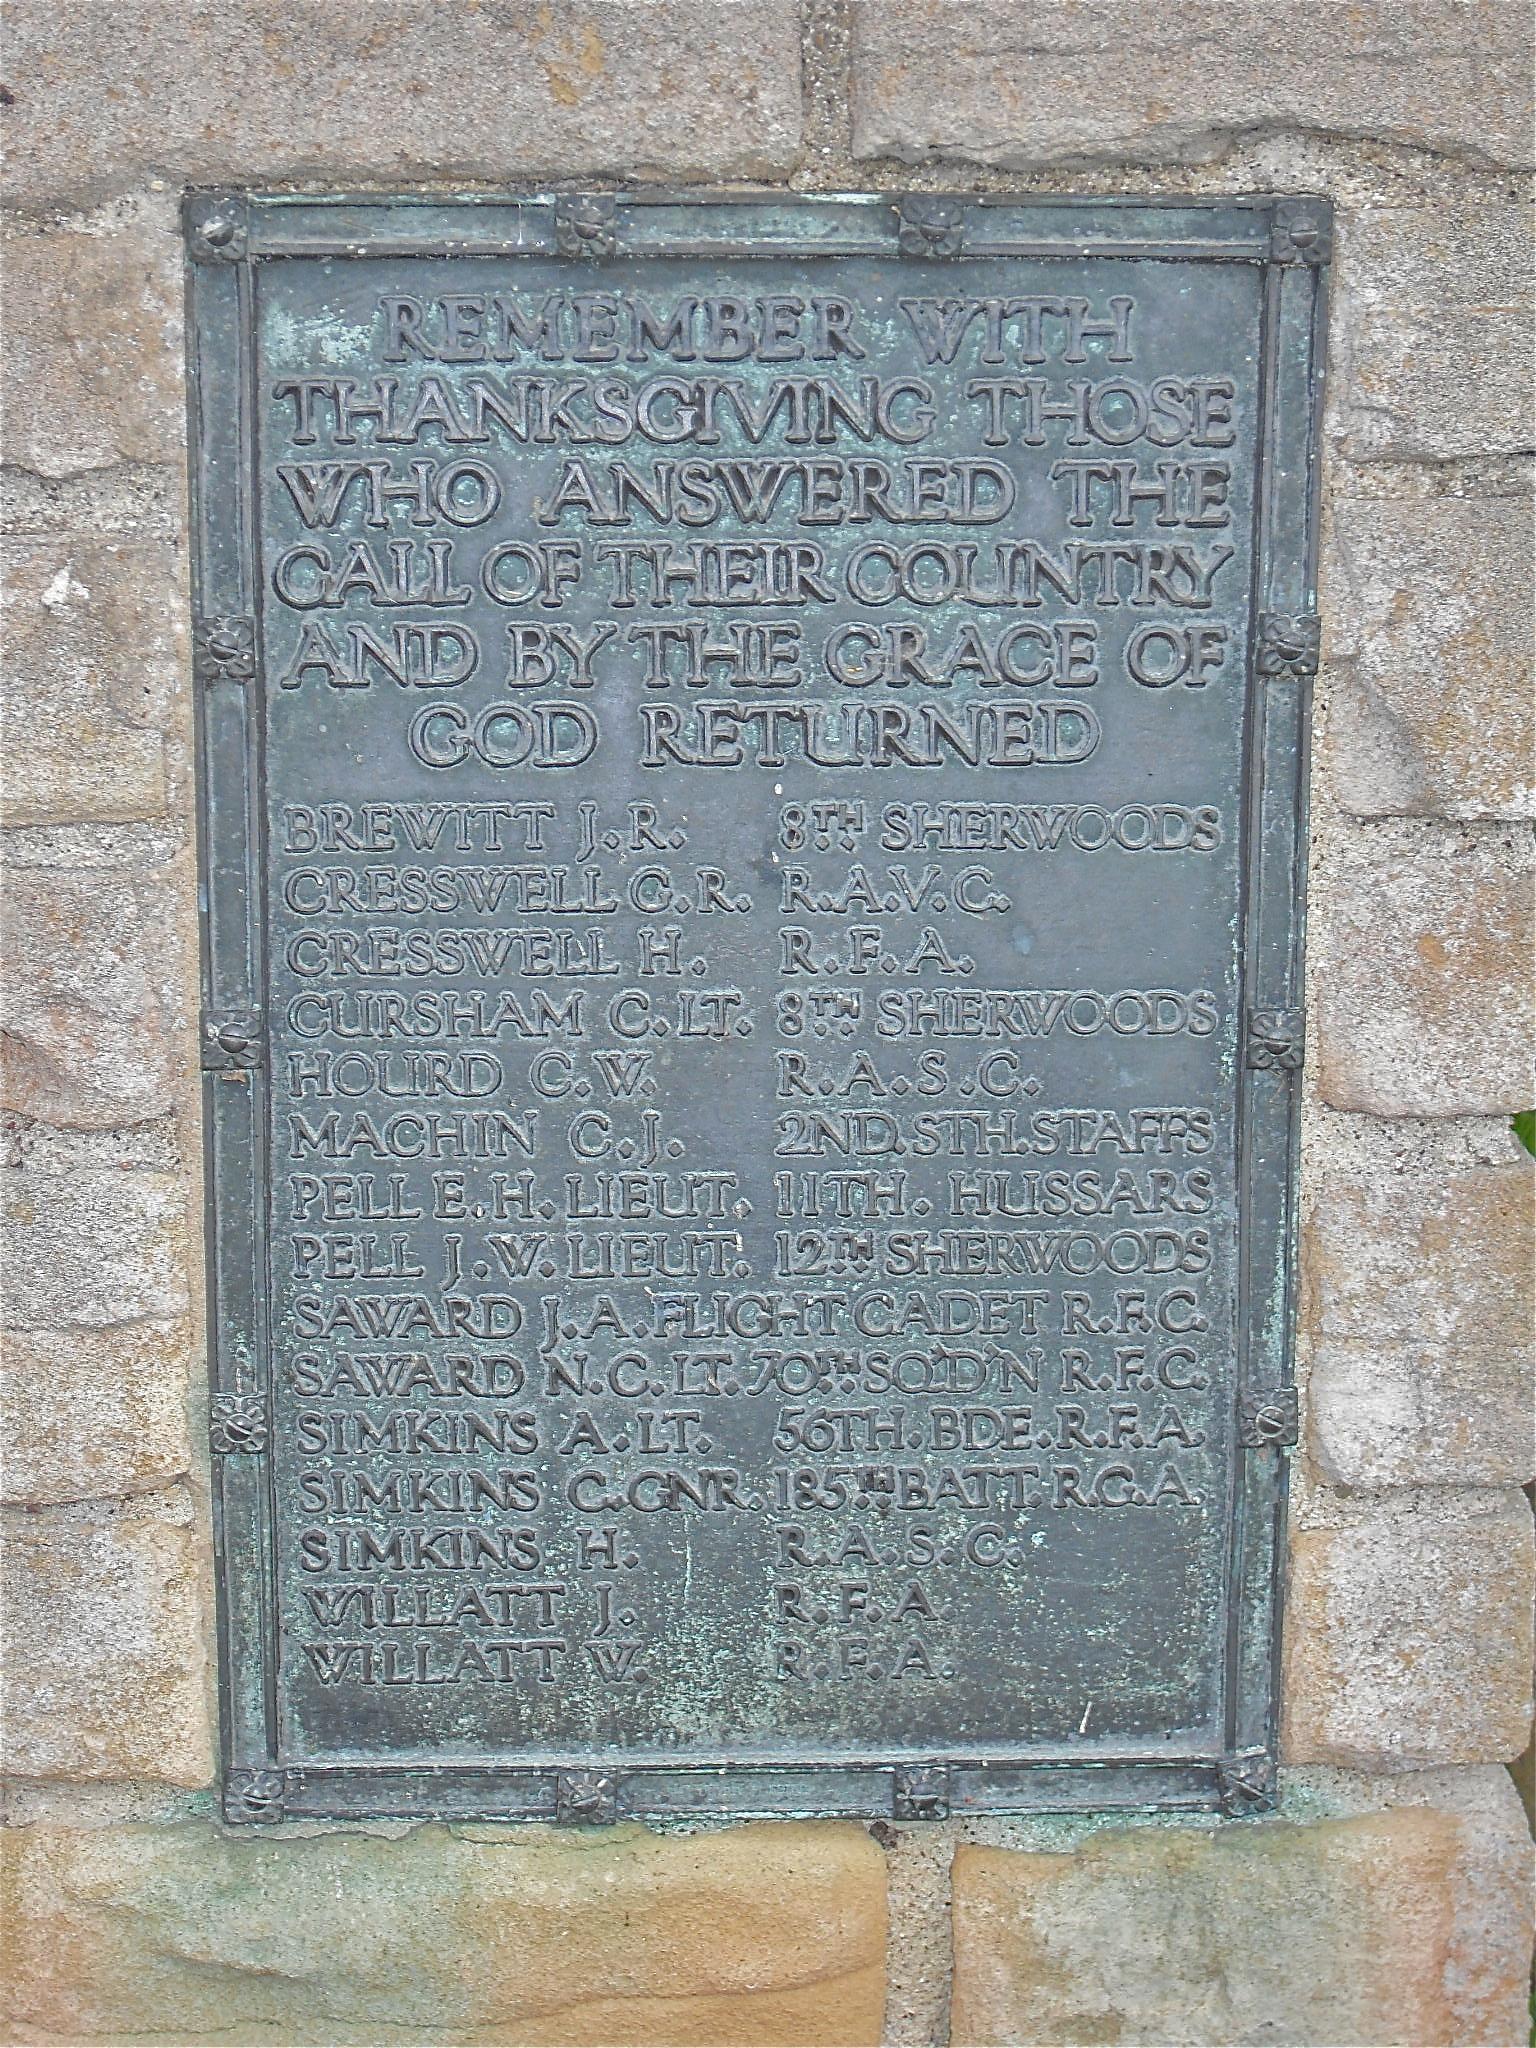 REMEMBER WITH
THANKSGIVING THOSE
WHO ANSWERED THE
CALL OF THEIR COUNTRY
AND BY THE GRACE OF
GOD RETURNED
BREWITT J.R. 8TH SHERWOODS
CRESSWELL G.R. R.A.V.C.
CRESSWELL H. R.F.A.
CURSHAM C.LT. 8TH SHERWOODS
HOURD C.W. R.A.S.C.
MACHIN C.J. 2ND.STH.STAFFS
PELL E.H.LIEUT. 11TH. HUSSARS
PELL J.W.LIEUT. 12TH SHERWOODS
SAWARD J.A.FLIGHT CADET R.F.C.
SAWARD N.C.LT.70TH SQ'D'N R.F.C.
SIMKINS A.LT. 56TH.BDE.R.F.A.
SIMKINS C.GNR.185TH BATT.R.G.A.
SIMKINS H. R.A.S.C.
WILLATT J. R.F.A.
WILLATT W. R.F.A.